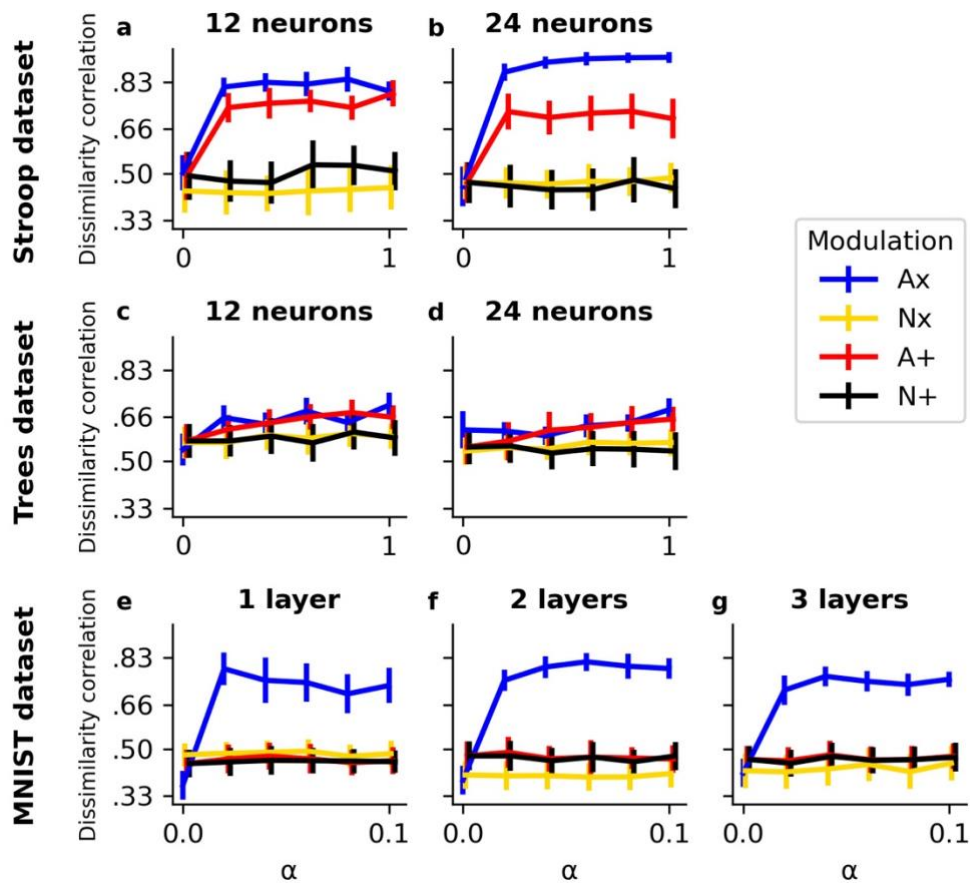 a 12 neurons
b 24 neurons
Stroop dataset
Dissimilarity correlation
.83
.66
.50
.33
0 1
0 1
Modulation
Ax
Nx
A+
N+
c 12 neurons
d 24 neurons
Trees dataset
Dissimilarity correlation
.83
.66
.50
.33
0 1
0 1
e 1 layer
f 2 layers
g 3 layers
MNIST dataset
Dissimilarity correlation
.83
.66
.50
.33
0.0 0.1
0.0 0.1
0.0 0.1
α
α
α